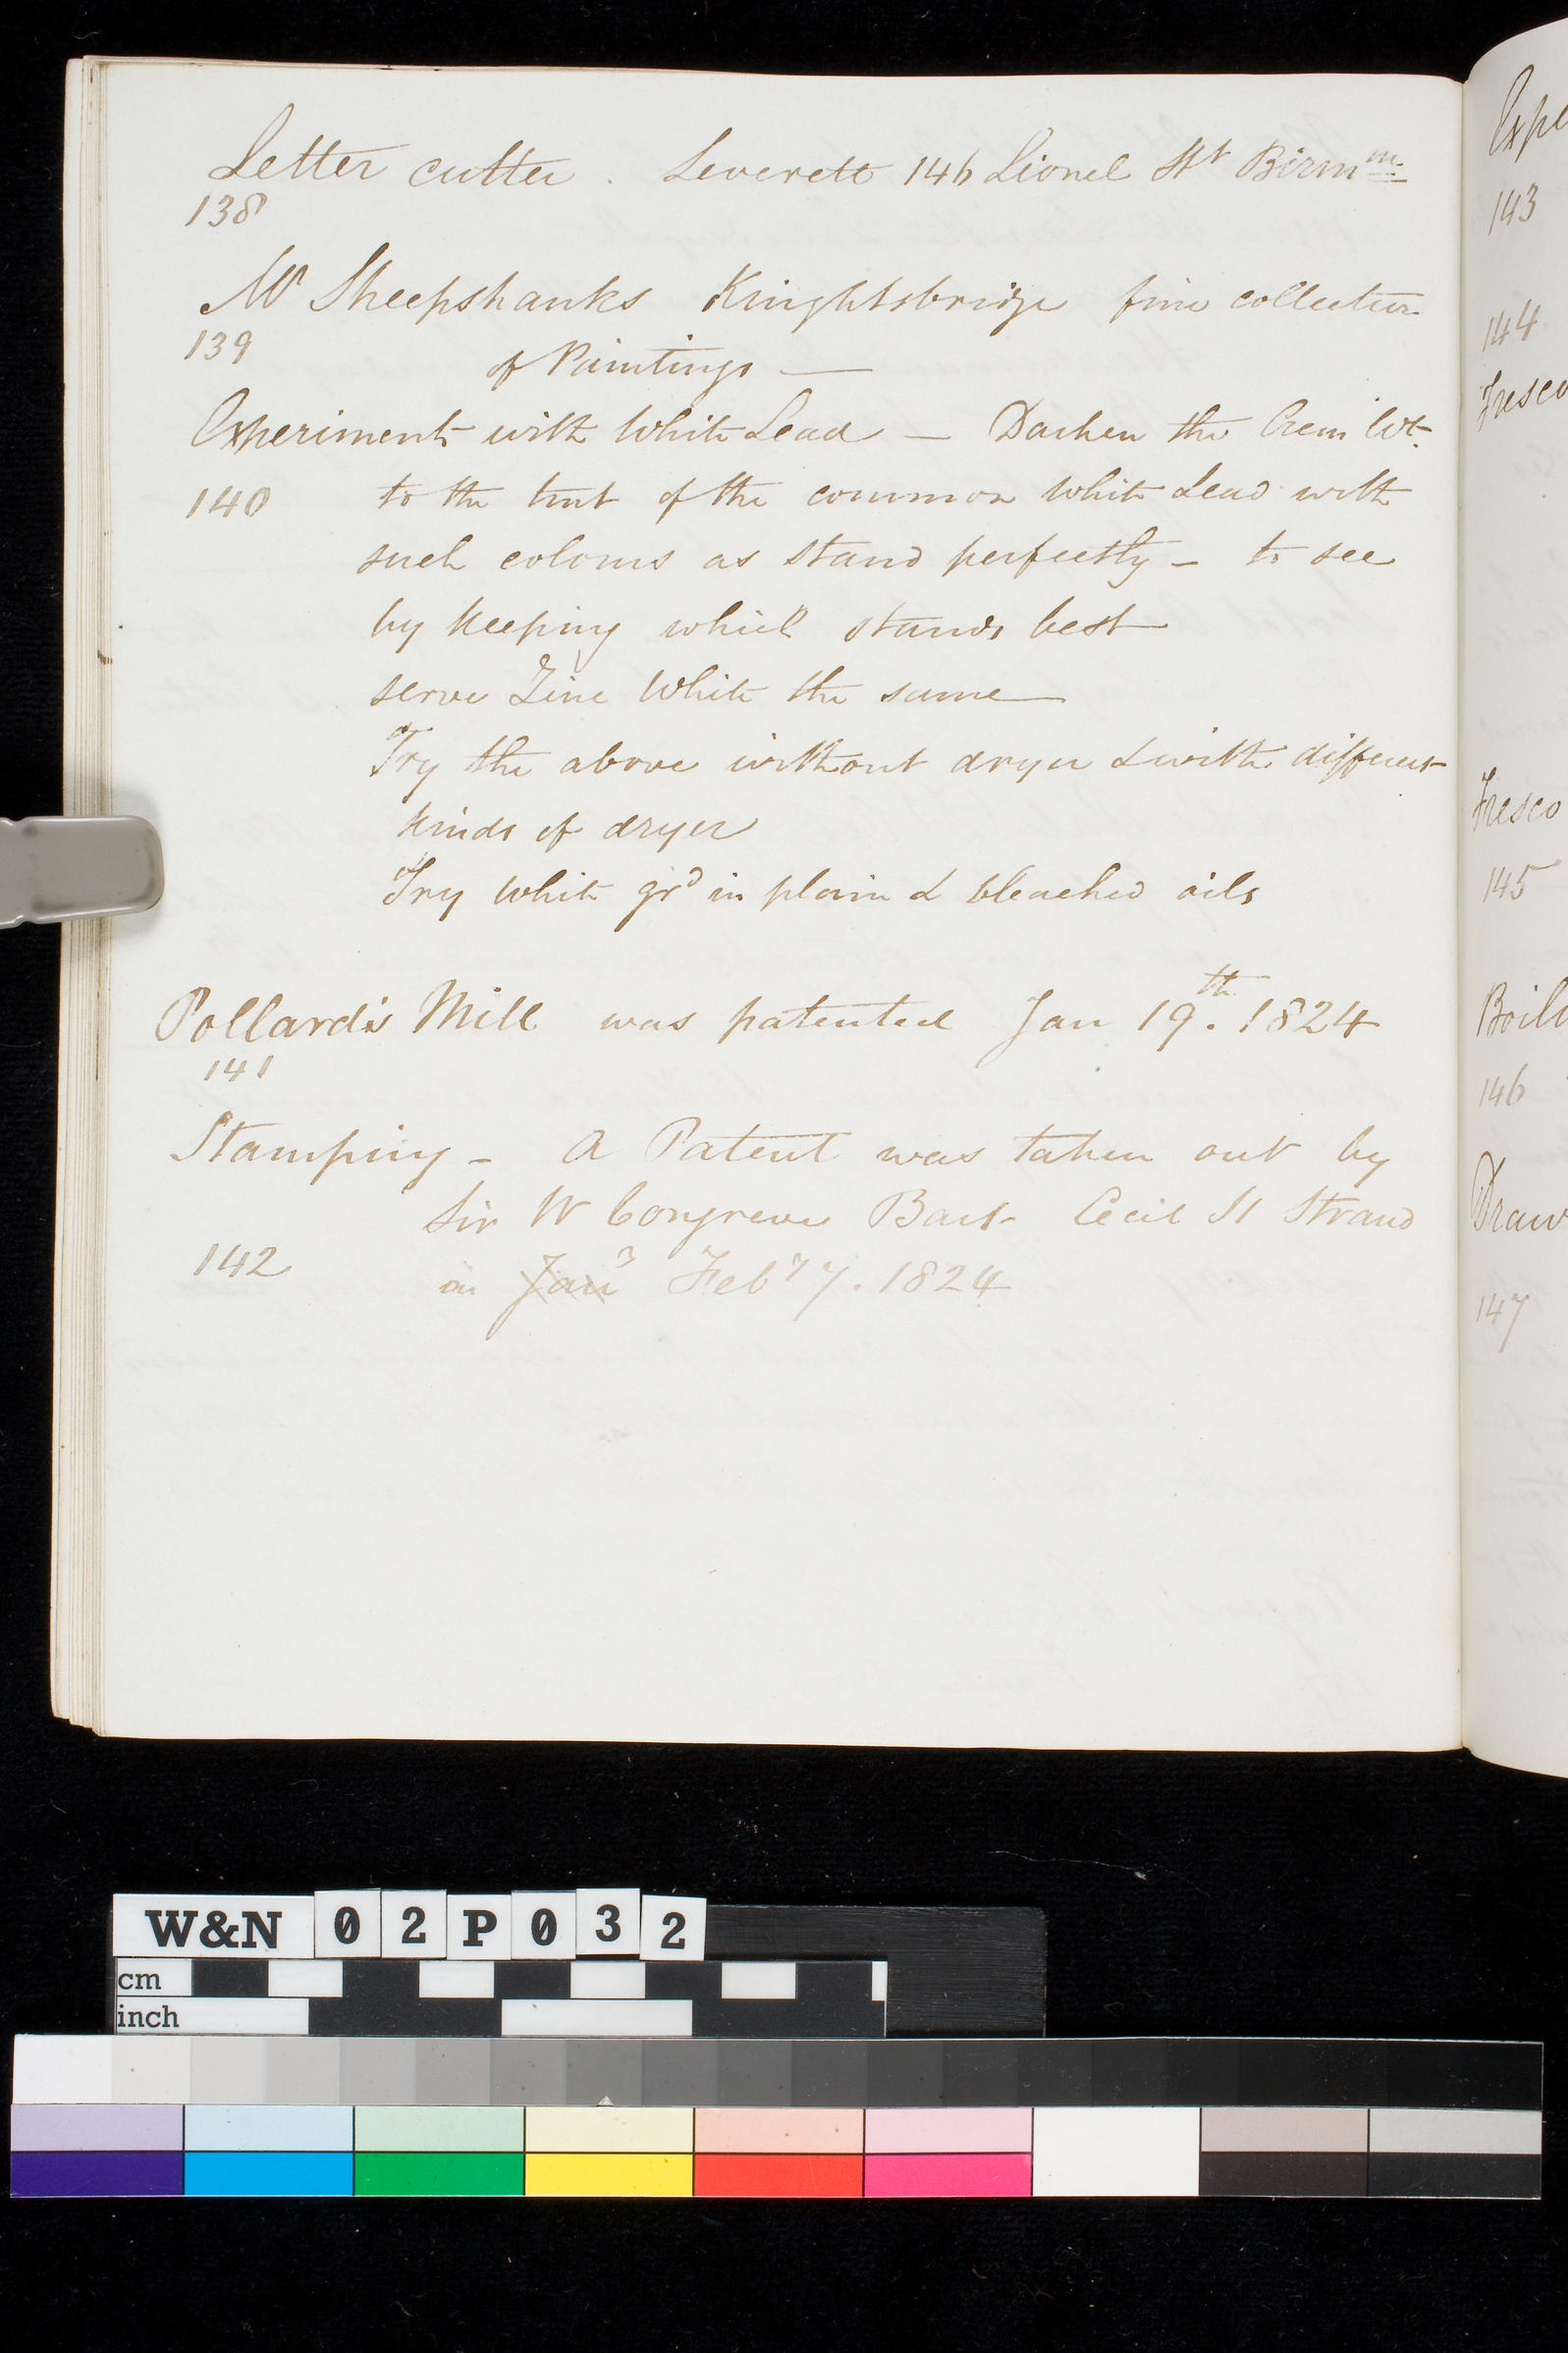 Letter cutter . Leverett 146 Lionel St Birmm
138
Mr Sheepshanks Knightsbridge fine collection
139
of Paintings —
Experiments with White Lead — Darken the Crem Wt.
140
to the tint of the common White Lead with
such colours as stand perfectly – to see
by keeping which stands best
serve Zinc White the same —
Try the above without dryer & with different
kinds of dryer
Try White grd in plain & bleached oils
Pollard's Mill was patented Jan 19th. 1824
141
Stamping – A Patent was taken out by
Sir W Congreve Bart Cecil St Strand
142
in Jany Feby 7. 1824
Expe
143
144
Fresco
Fresco
145
Boil
146
Draw
147
W&N 02P032
cm
inch